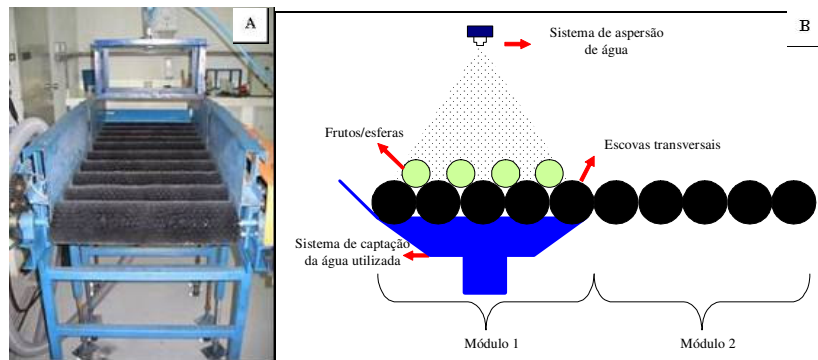 A
B
Sistema de aspersão
de água
Frutos/esferas
Escovas transversais
Sistema de captação
da água utilizada
Módulo 1
Módulo 2